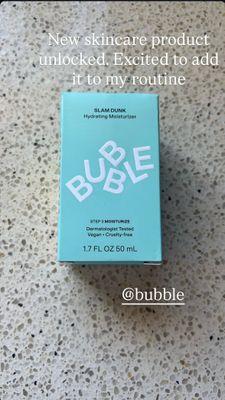 New skincare product
unlocked. Excited to add
it to my routine
SLAM DUNK
Hydrating Moisturizer
BUBBLE
STEP 3 MOISTURIZE
Dermatologist Tested
Vegan • Cruelty-free
1.7 FL OZ 50 mL
@bubble